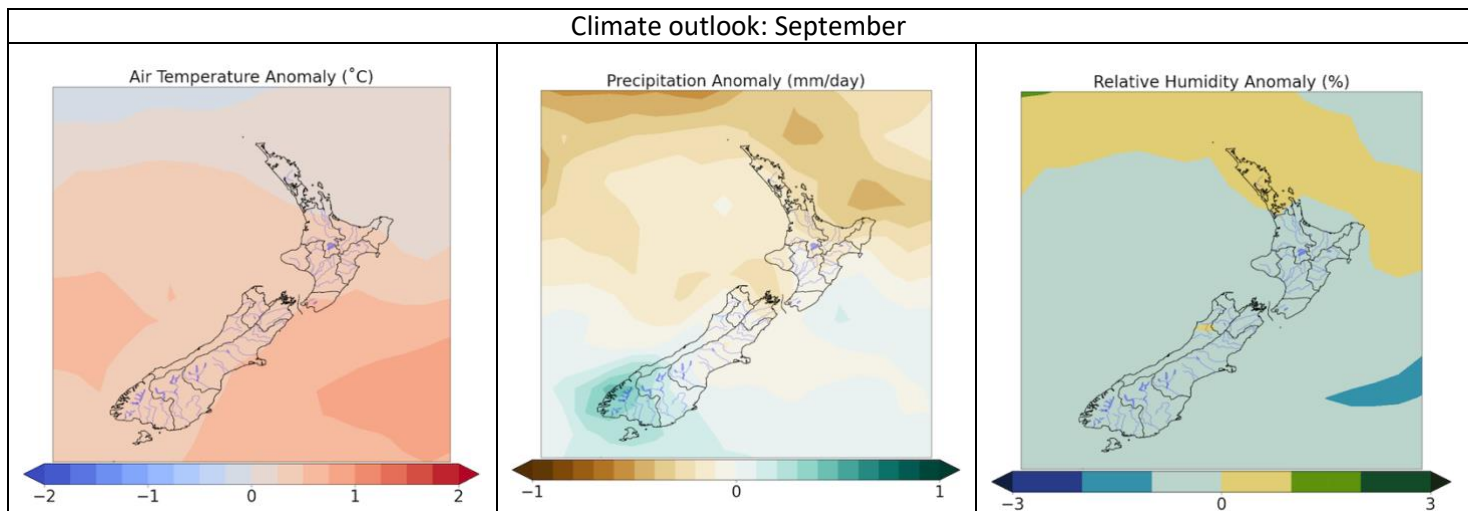 Climate outlook: September
Air Temperature Anomaly (˚C)
Precipitation Anomaly (mm/day)
Relative Humidity Anomaly (%)
−2 −1 0 1 2
−1 0 1
−3 0 3